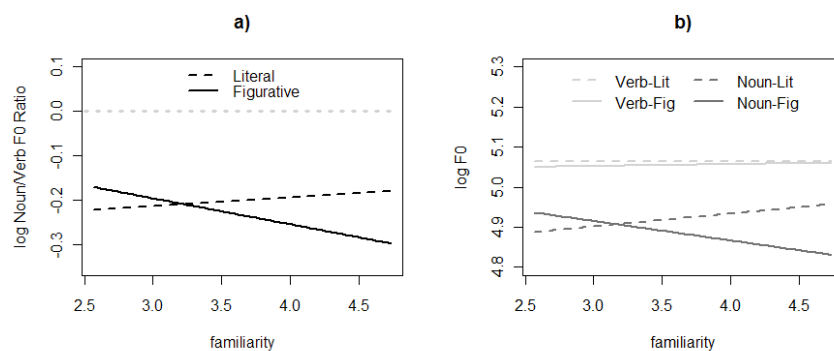 a)
log Noun/Verb F0 Ratio
0.1
0.0
-0.1
-0.2
-0.3
Literal
Figurative
2.5 3.0 3.5 4.0 4.5
familiarity
b)
log F0
5.3
5.2
5.1
5.0
4.9
4.8
Verb-Lit Noun-Lit
Verb-Fig Noun-Fig
2.5 3.0 3.5 4.0 4.5
familiarity